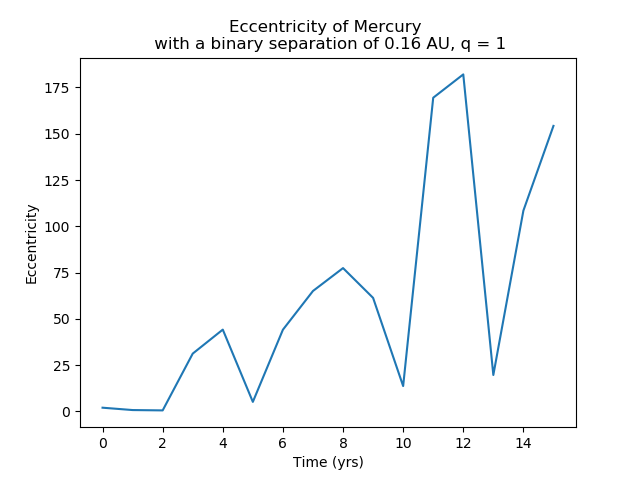 Eccentricity of Mercury
with a binary separation of 0.16 AU, q = 1
Eccentricity
175
150
125
100
75
50
25
0
0 2 4 6 8 10 12 14
Time (yrs)